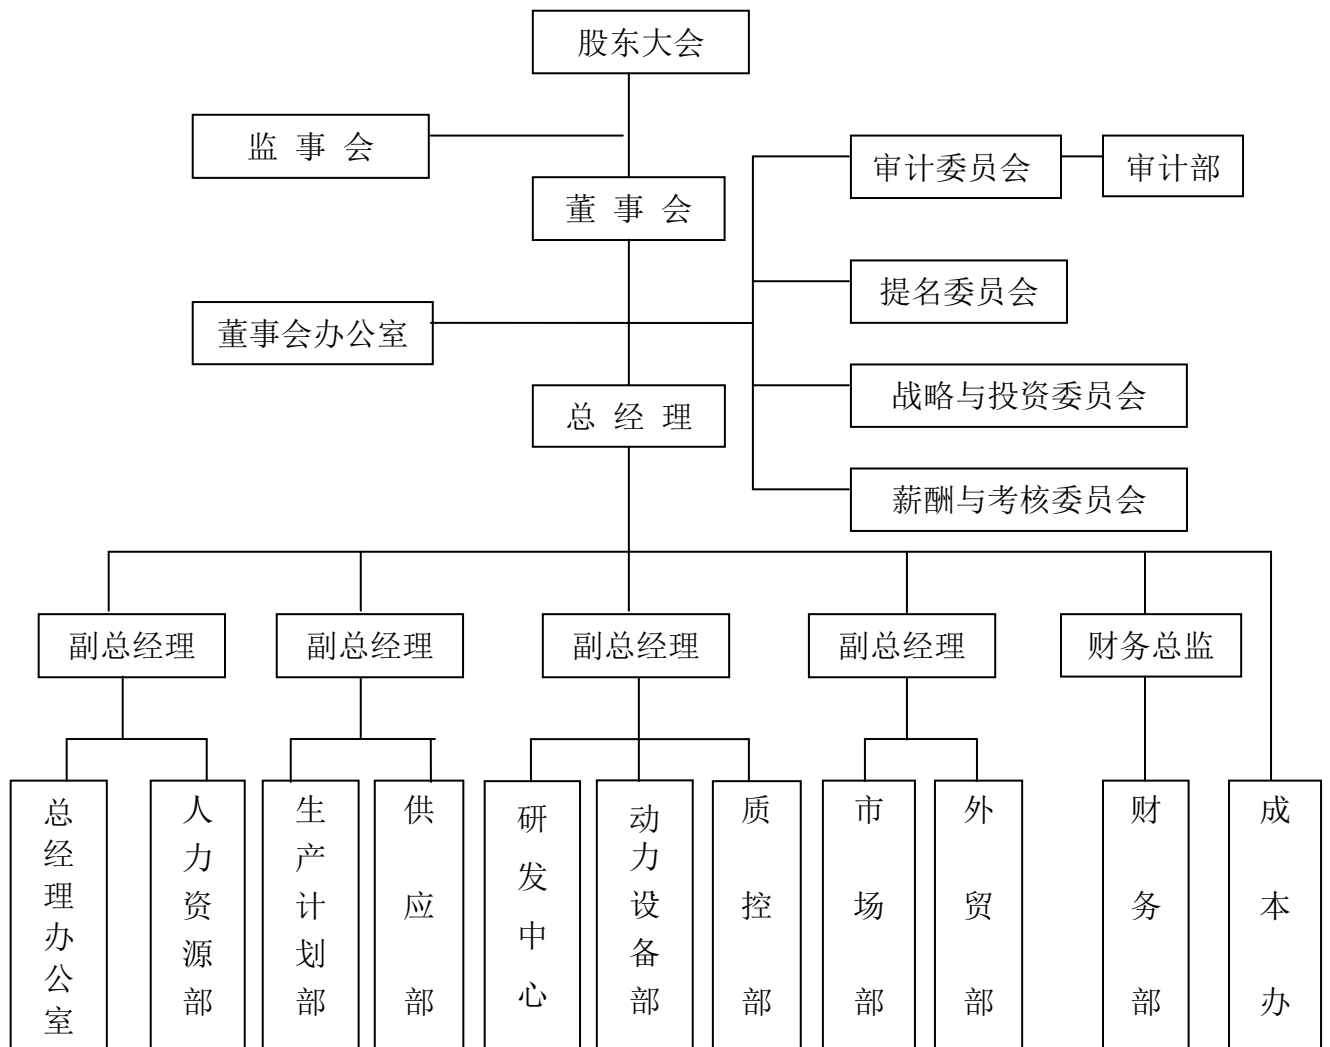 股东大会
监 事 会
审计委员会
审计部
董 事 会
提名委员会
董事会办公室
战略与投资委员会
总 经 理
薪酬与考核委员会
副总经理
副总经理
副总经理
副总经理
财务总监
总经理办公室
人力资源部
生产计划部
供应部
研发中心
动力设备部
质控部
市场部
外贸部
财务部
成本办